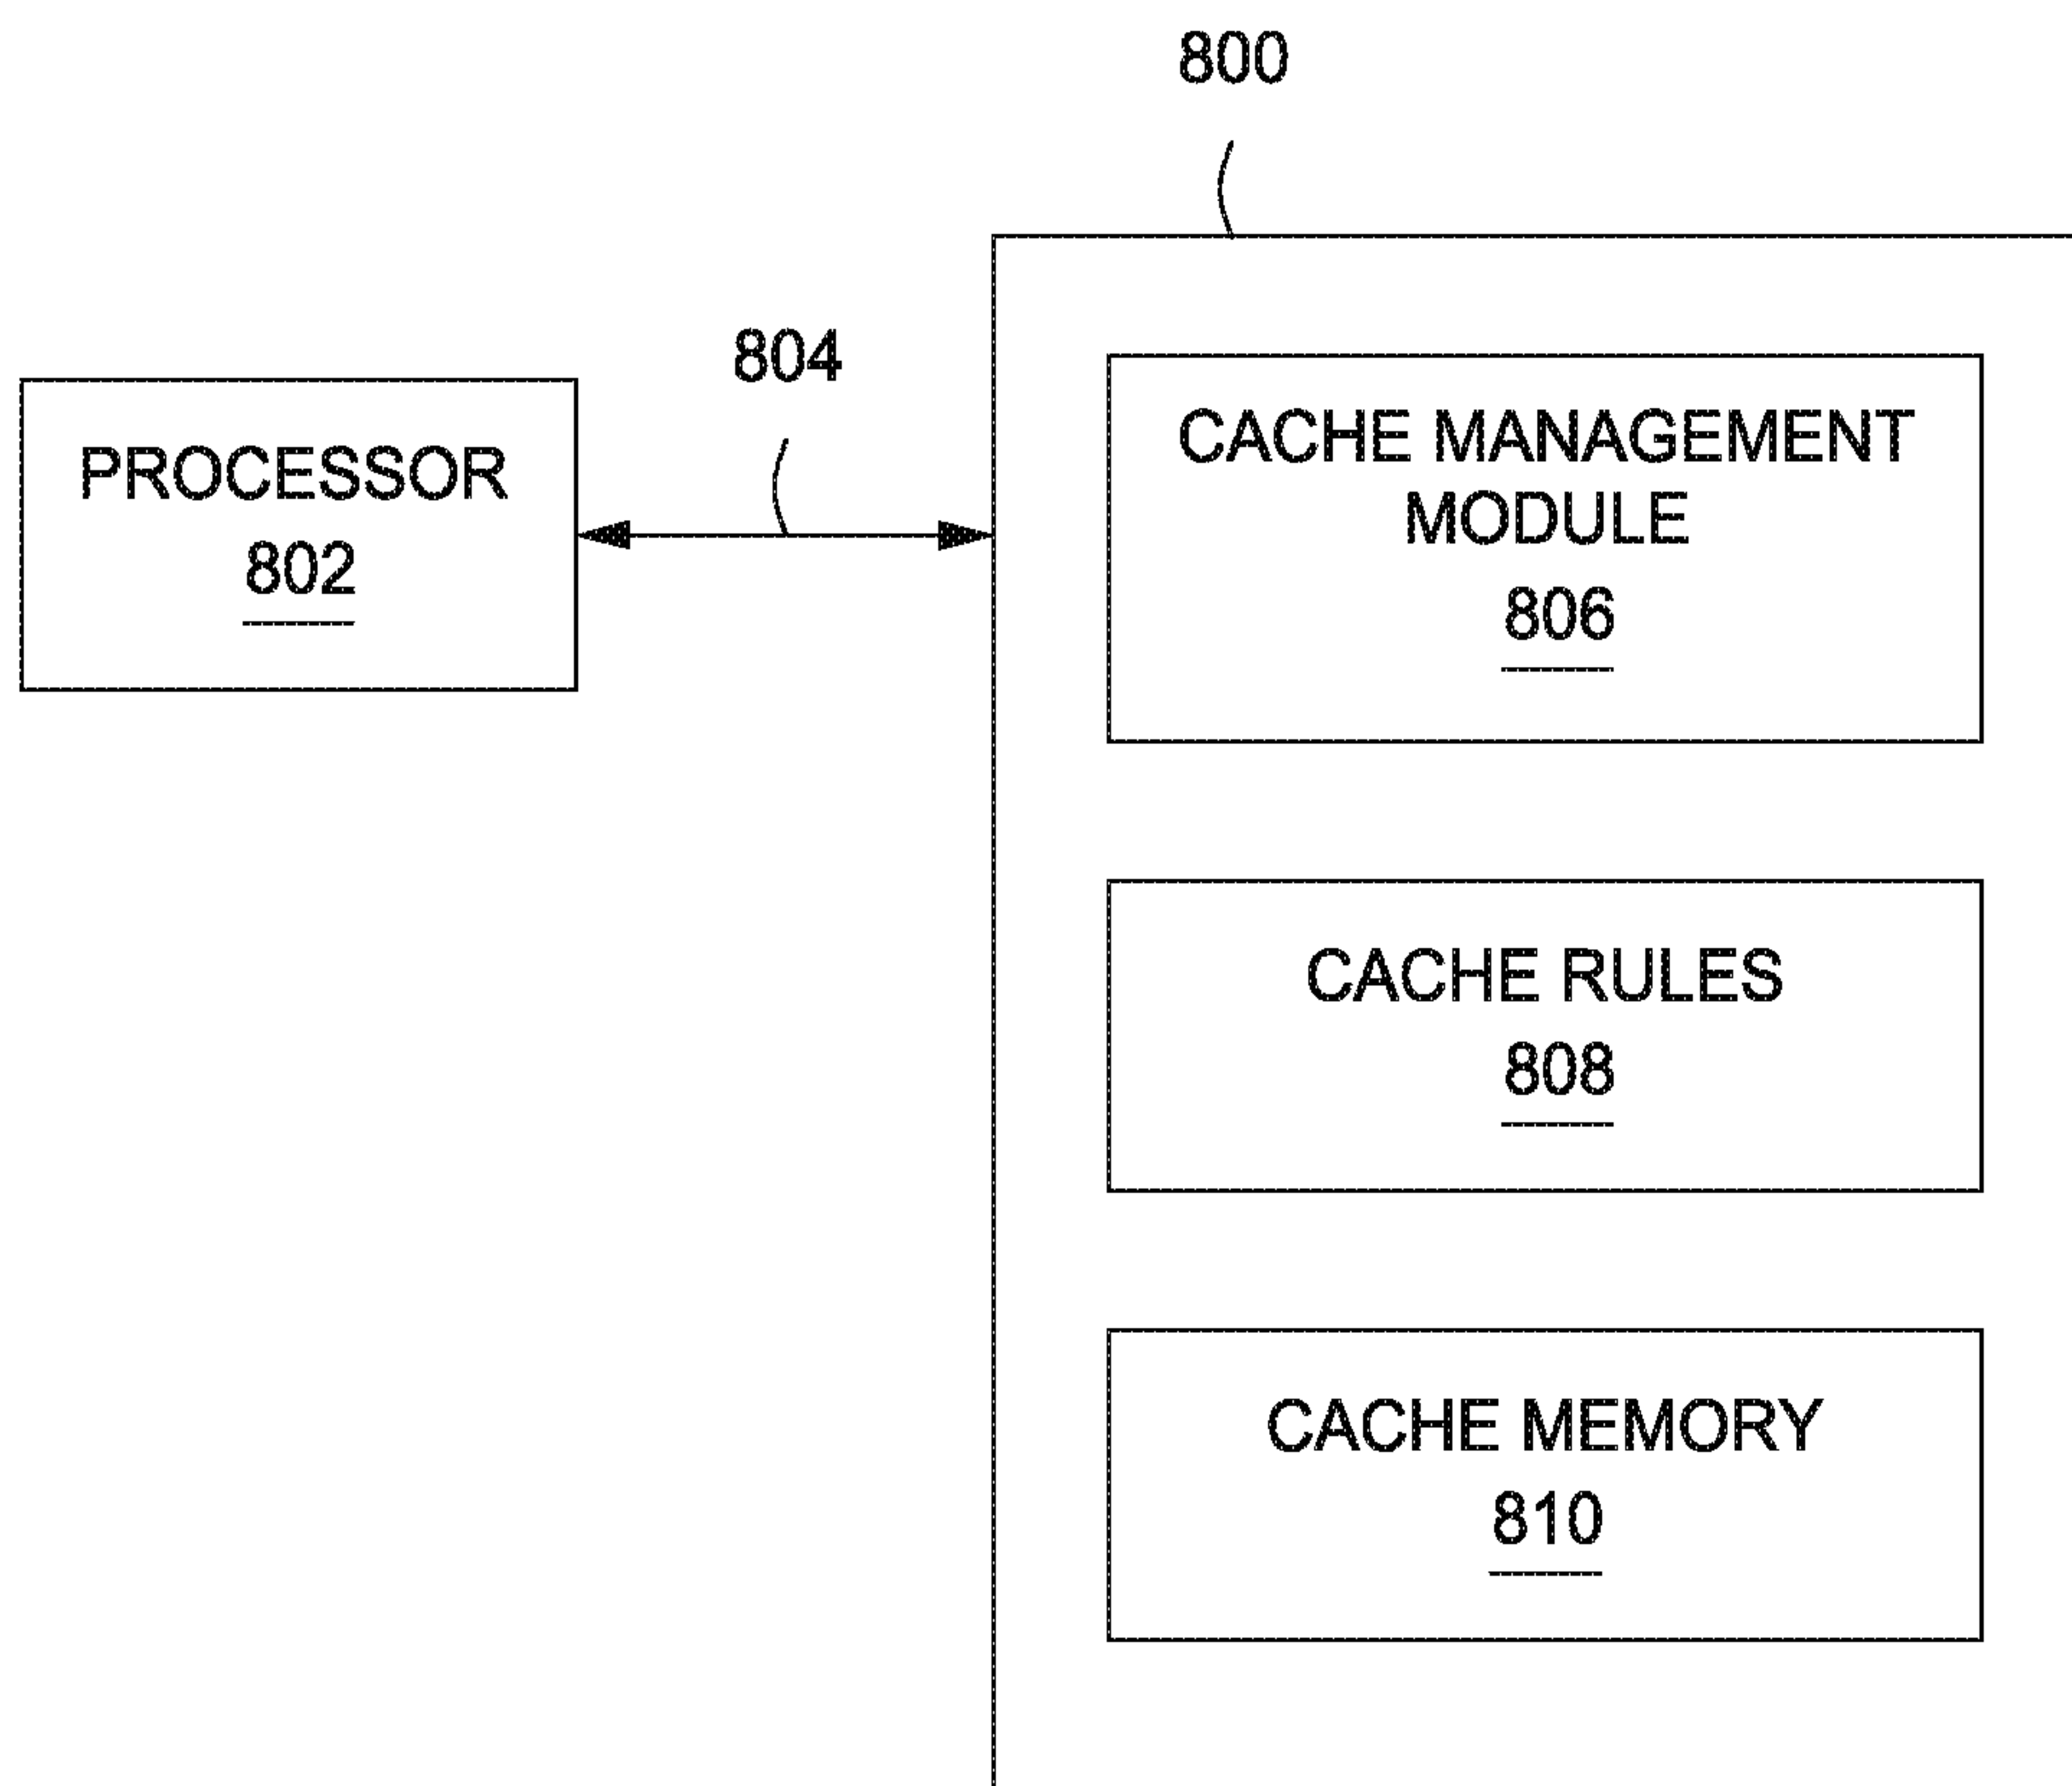 800
804
PROCESSOR
802
CACHE MANAGEMENT
MODULE
806
CACHE RULES
808
CACHE MEMORY
810